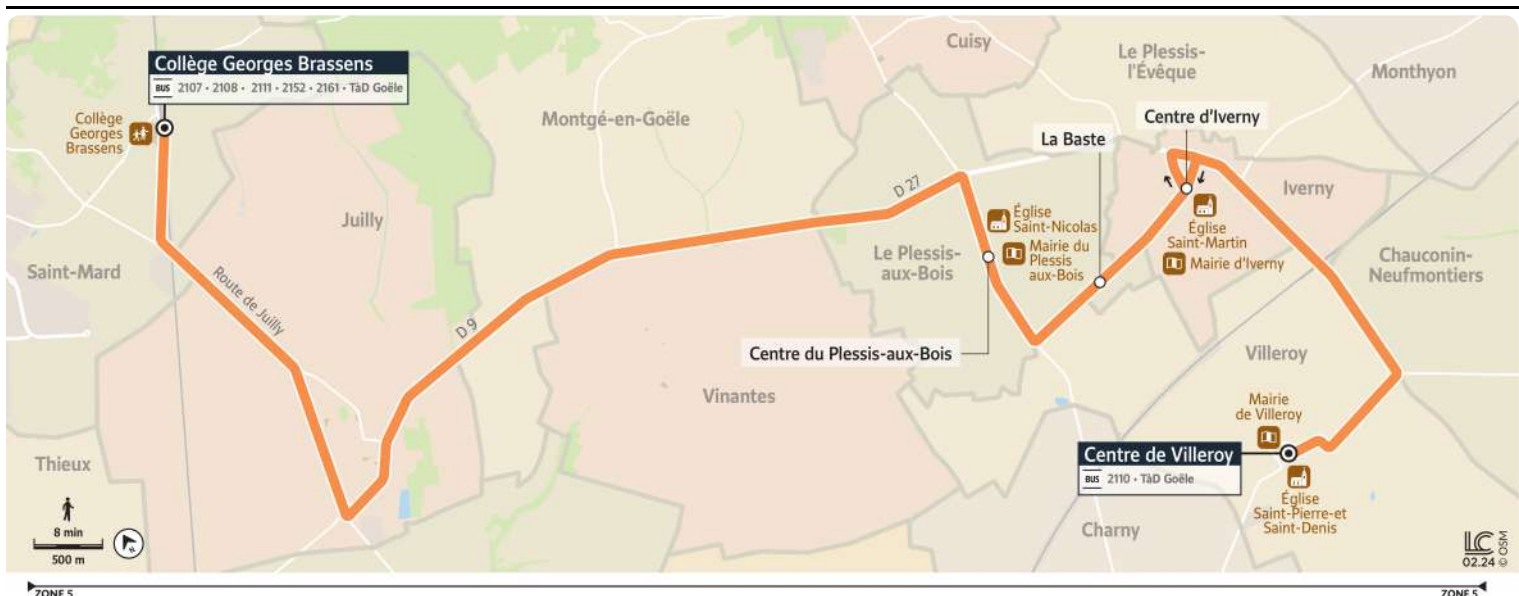 Collège Georges Brassens
BUS 2107 • 2108 • 2111 • 2152 • 2161 • TàD Goële
Collège
Georges
Brassens
Cuisy
Le Plessis-
l'Évêque
Monthyon
Montgé-en-Goële
Centre d'Iverny
La Baste
Juilly
D 27
Iverny
Église
Saint-Nicolas
Mairie du
Plessis
aux-Bois
Le Plessis-
aux-Bois
Église
Saint-Martin
Mairie d'Iverny
Saint-Mard
Chauconin-
Neufmontiers
Route de Juilly
D 9
Centre du Plessis-aux-Bois
Villeroy
Vinantes
Mairie
de Villeroy
Centre de Villeroy
BUS 2110 • TàD Goële
Thieux
Église
Saint-Pierre-et
Saint-Denis
Charny
8 min
500 m
N
LC
02.24
© OSM
ZONE 5
ZONE 5